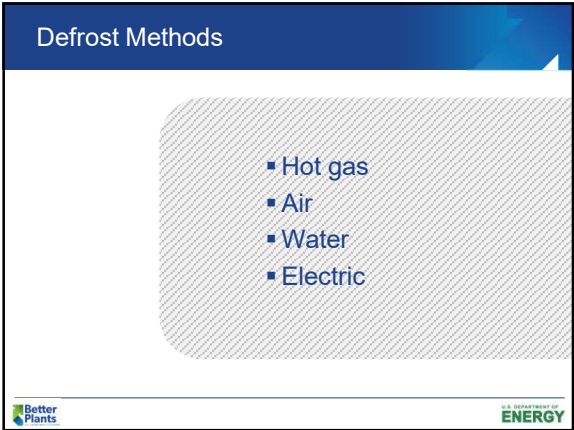 Defrost Methods
▪ Hot gas
▪ Air
▪ Water
▪ Electric
Better
Plants
U.S. DEPARTMENT OF
ENERGY